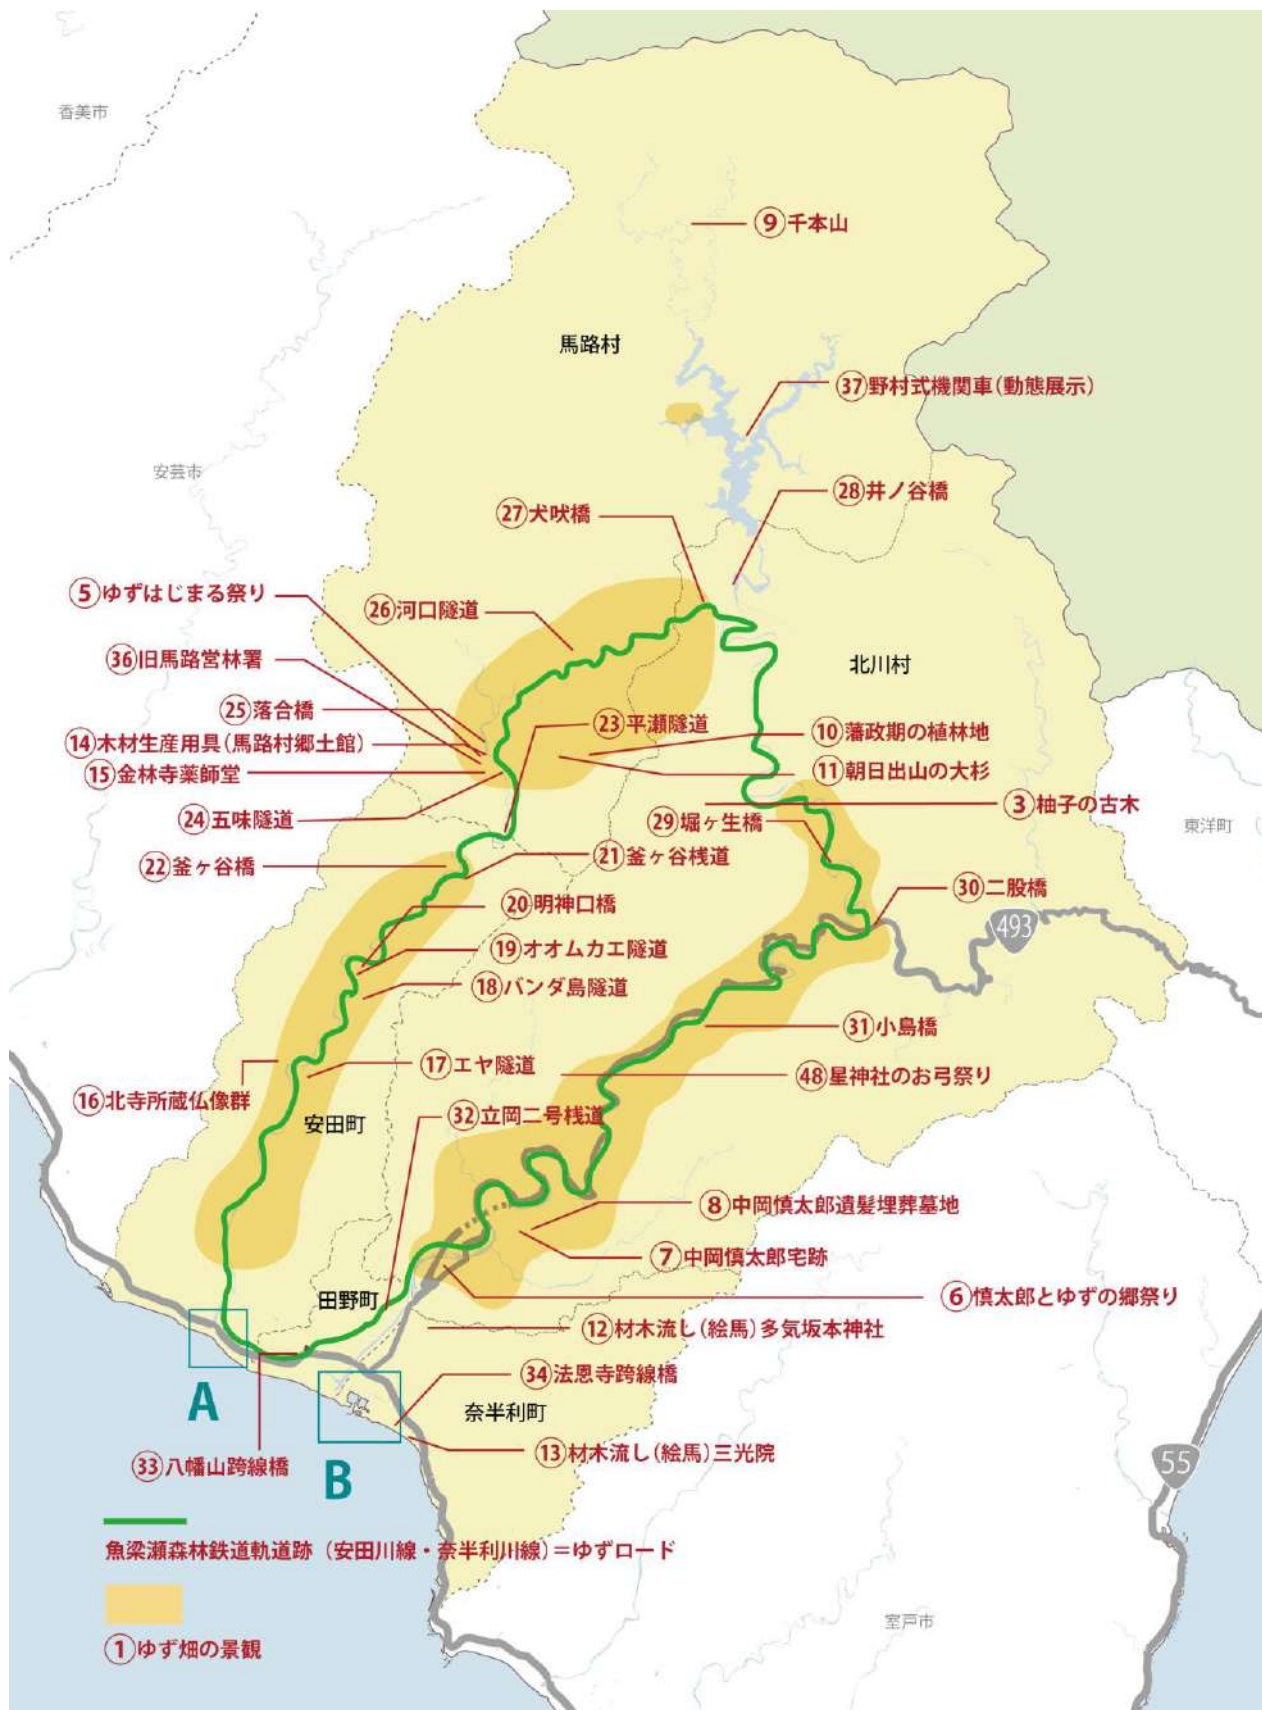 香美市
⑨千本山
馬路村
㊲野村式機関車(動態展示)
安芸市
㉘井ノ谷橋
㉗犬吠橋
⑤ゆずはじまる祭り
㉖河口隧道
㊱旧馬路営林署
北川村
㉕落合橋
㉓平瀬隧道
⑩藩政期の植林地
⑭木材生産用具(馬路村郷土館)
⑪朝日出山の大杉
⑮金林寺薬師堂
③柚子の古木
㉔五味隧道
㉙堀ヶ生橋
東洋町
㉒釜ヶ谷橋
㉑釜ヶ谷桟道
㉚二股橋
⑳明神口橋
493
⑲オオムカエ隧道
⑱バンダ島隧道
㉛小島橋
⑰エヤ隧道
㊽星神社のお弓祭り
⑯北寺所蔵仏像群
安田町
㉜立岡二号桟道
⑧中岡慎太郎遺髪埋葬墓地
⑦中岡慎太郎宅跡
田野町
⑥慎太郎とゆずの郷祭り
⑫材木流し(絵馬)多気坂本神社
㉞法恩寺跨線橋
A
奈半利町
⑬材木流し(絵馬)三光院
㉝八幡山跨線橋
B
55
魚梁瀬森林鉄道軌道跡(安田川線・奈半利川線)=ゆずロード
室戸市
①ゆず畑の景観